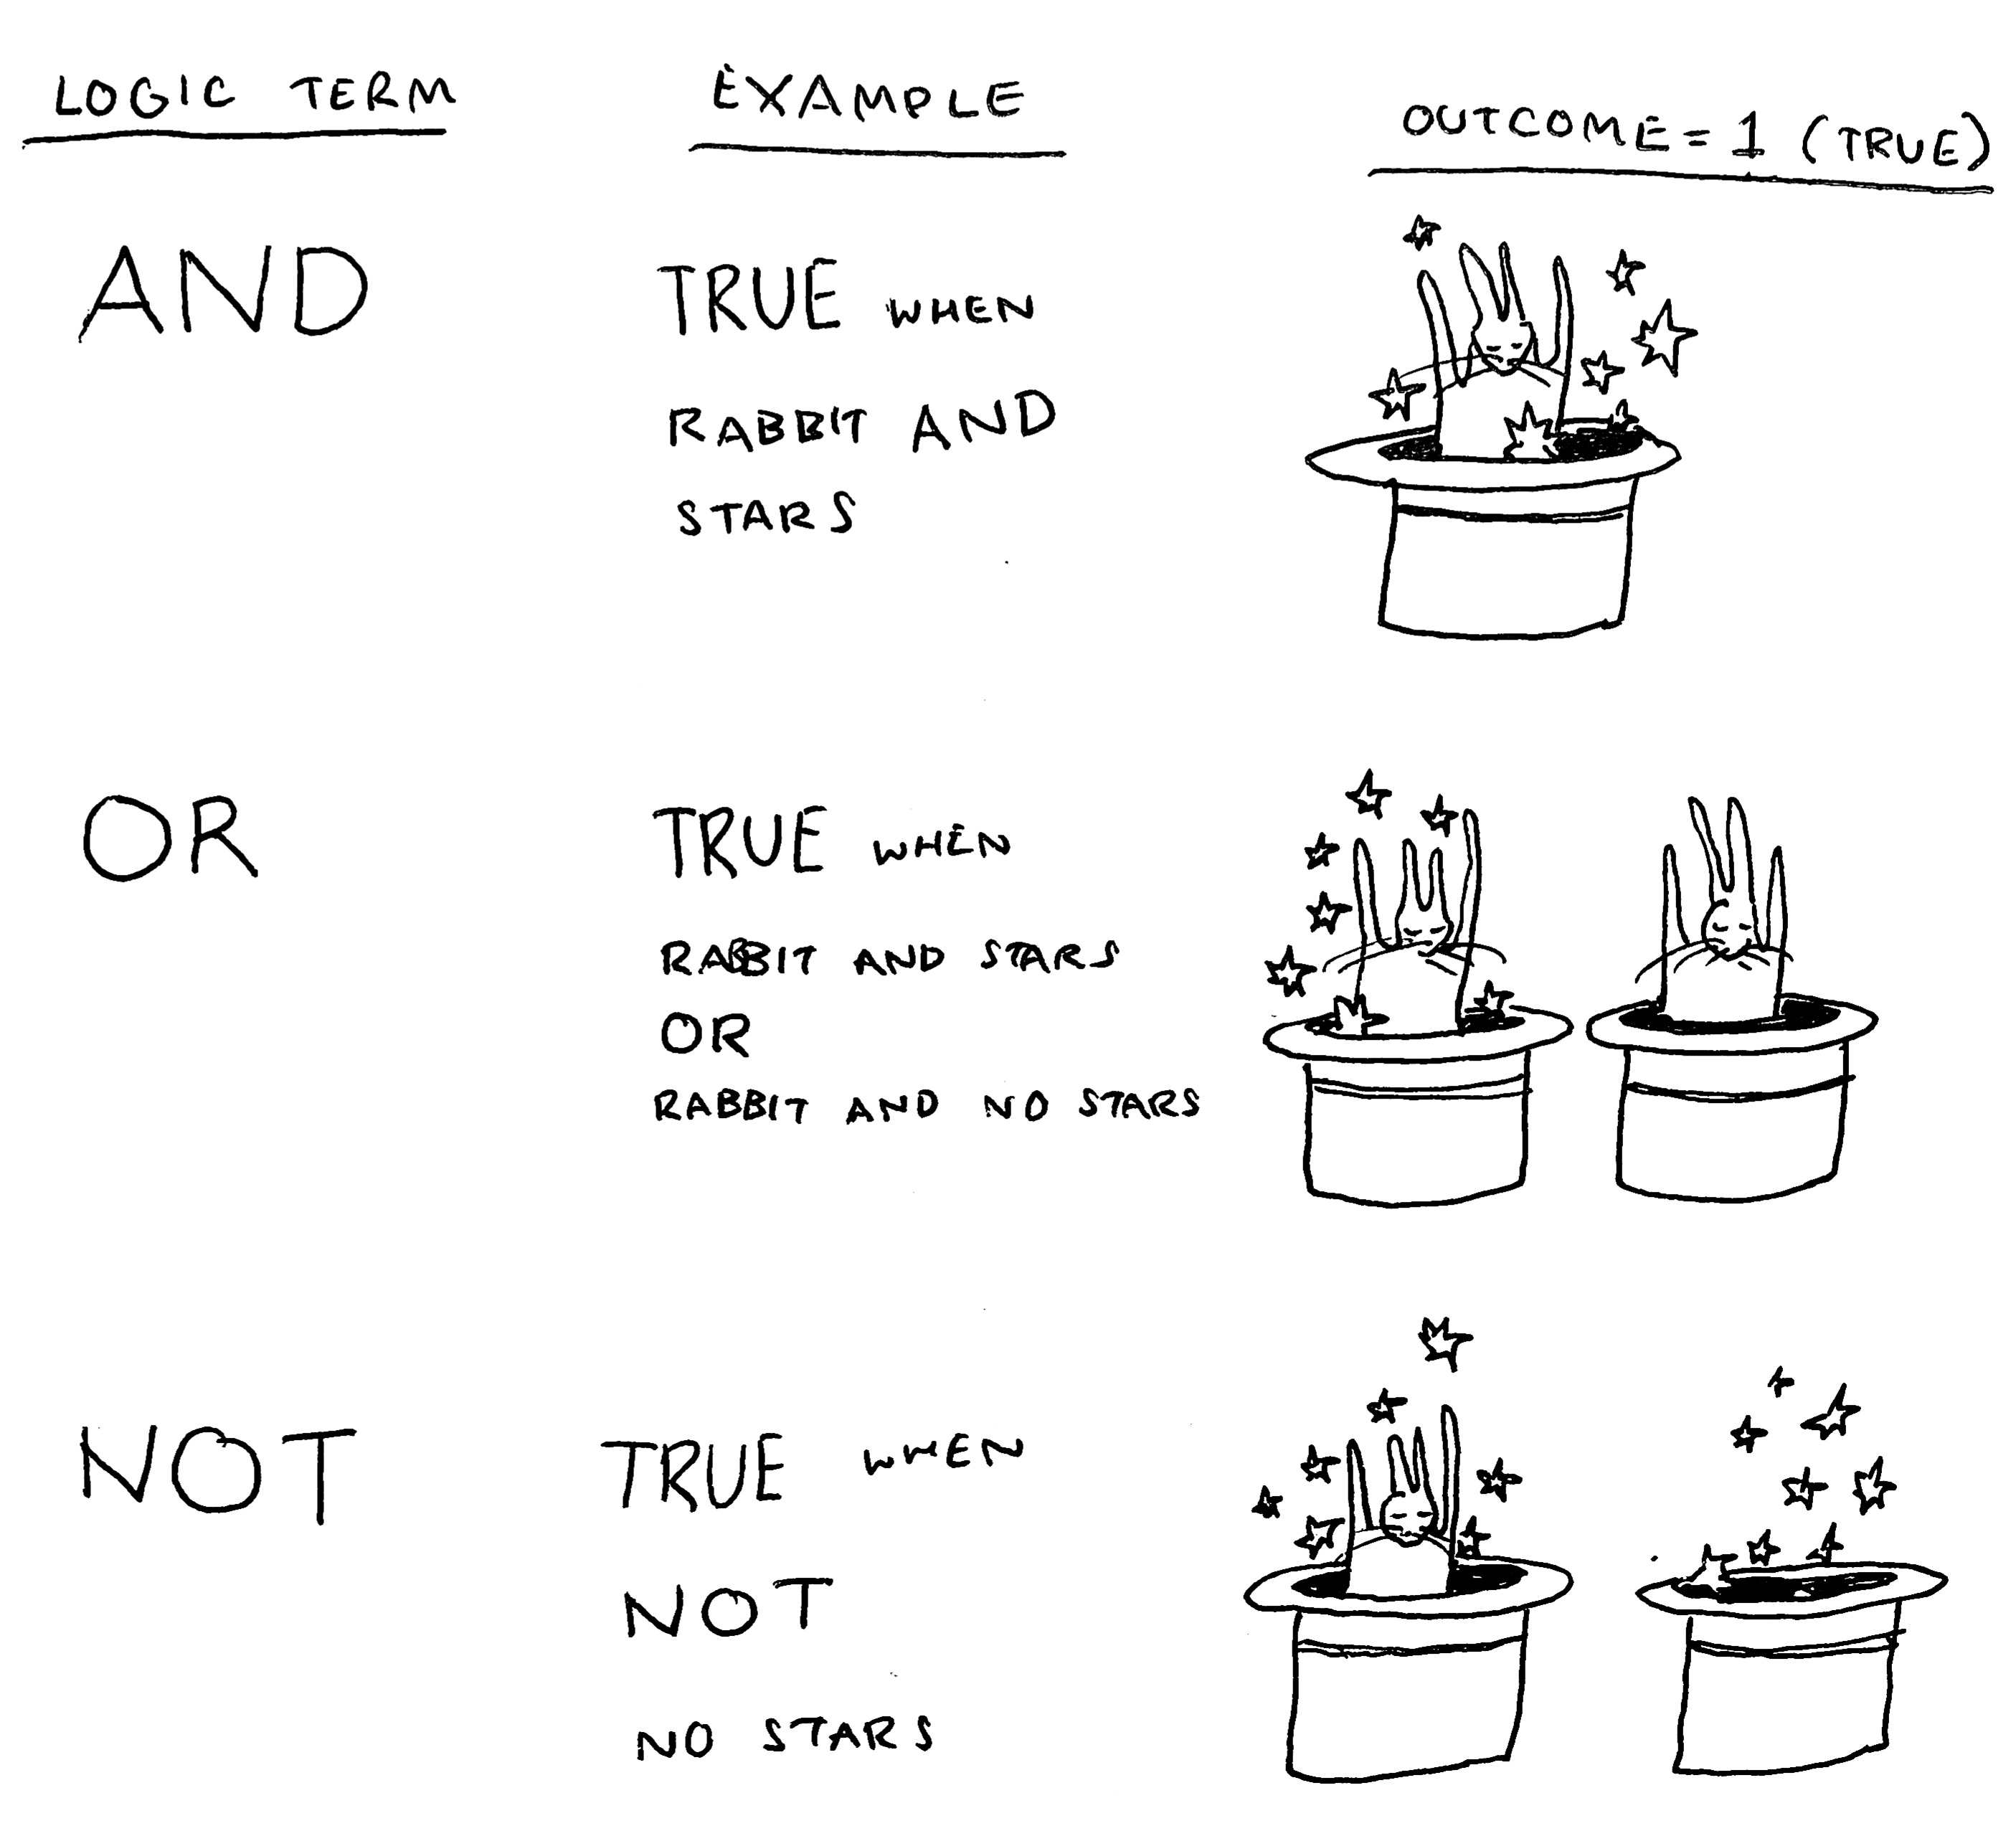 LOGIC TERM
EXAMPLE
OUTCOME = 1 (TRUE)
AND
TRUE WHEN
RABBIT AND
STARS
OR
TRUE WHEN
RABBIT AND STARS
OR
RABBIT AND NO STARS
NOT
TRUE WHEN
NOT
NO STARS